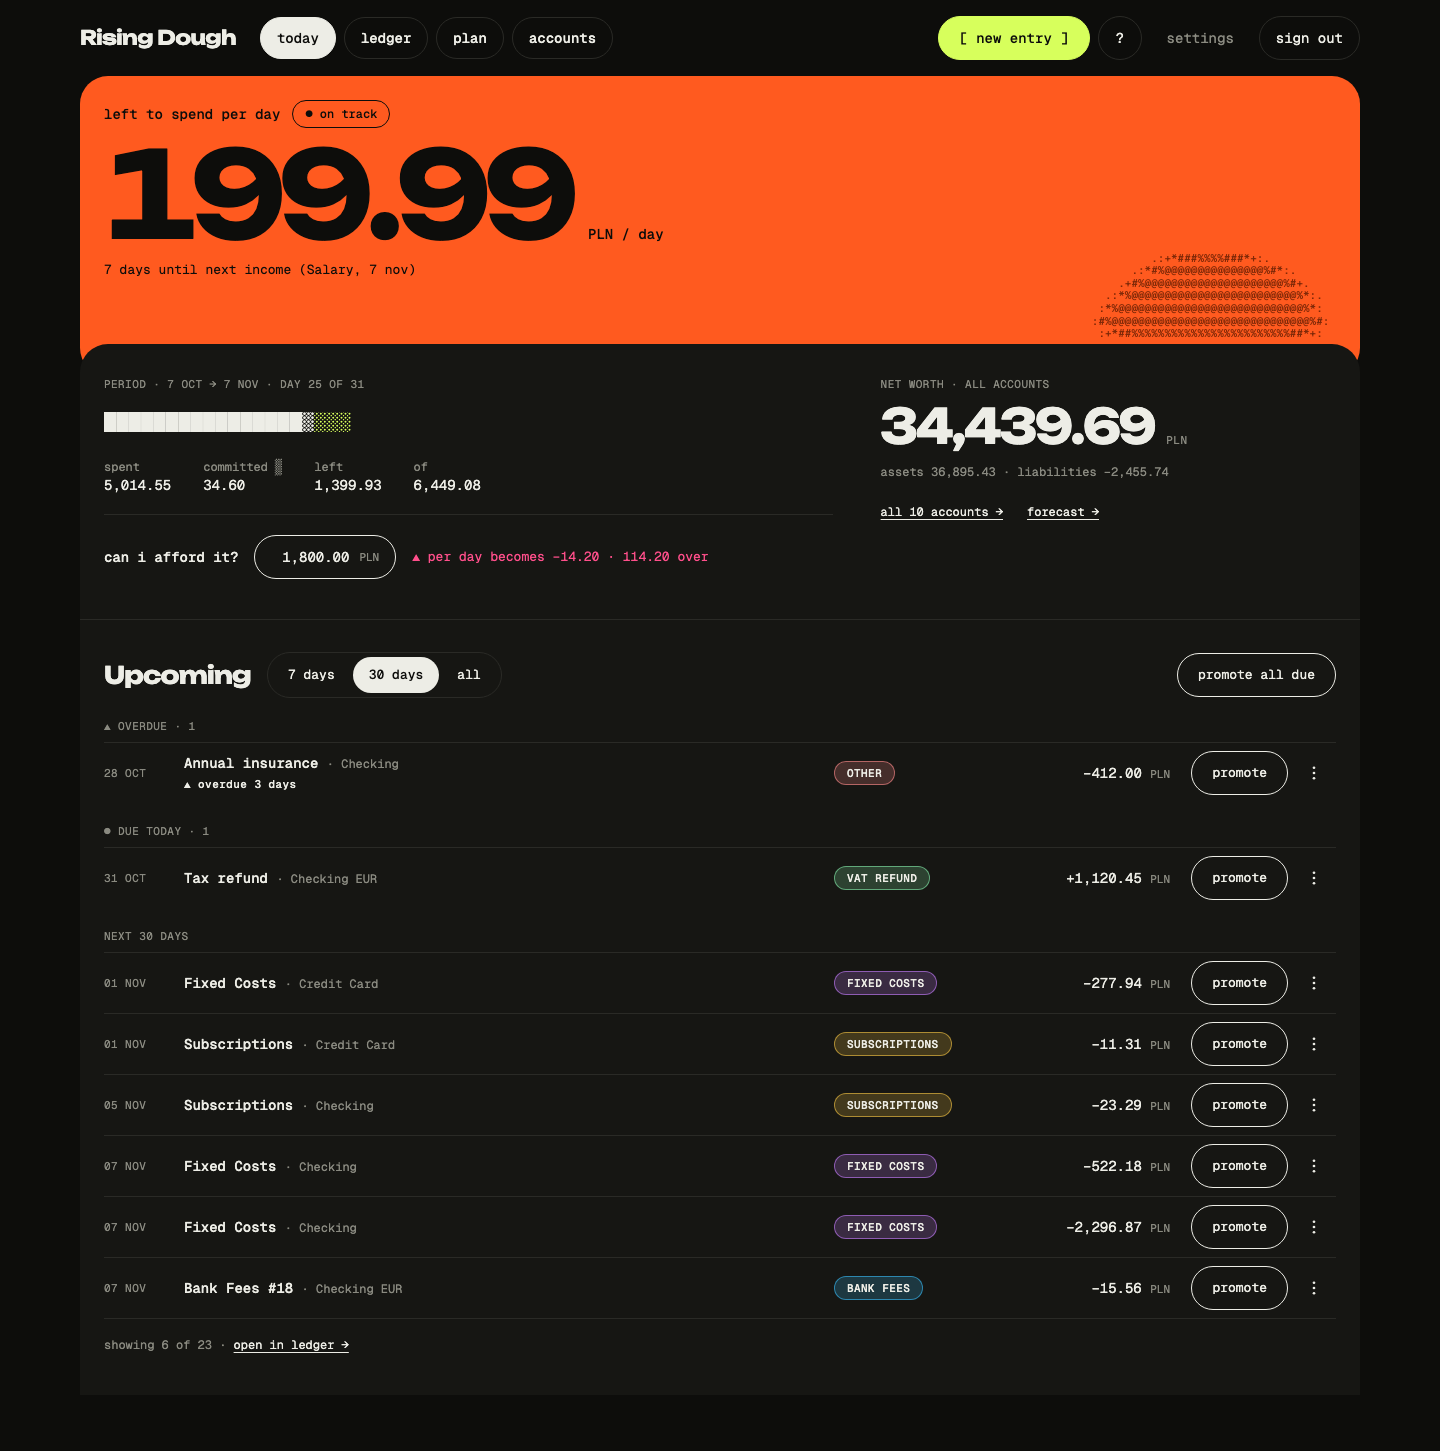 Rising Dough today ledger plan accounts [ new entry ] ? settings sign out
left to spend per day ● on track
199.99 PLN / day
7 days until next income (Salary, 7 nov)
PERIOD · 7 OCT → 7 NOV · DAY 25 OF 31
spent committed left of
5,014.55 34.60 1,399.93 6,449.08
can i afford it? 1,800.00 PLN ▲ per day becomes −14.20 · 114.20 over
NET WORTH · ALL ACCOUNTS
34,439.69 PLN
assets 36,895.43 · liabilities −2,455.74
all 10 accounts → forecast →
Upcoming 7 days 30 days all promote all due
▲ OVERDUE · 1
28 OCT Annual insurance · Checking OTHER −412.00 PLN promote
▲ overdue 3 days
● DUE TODAY · 1
31 OCT Tax refund · Checking EUR VAT REFUND +1,120.45 PLN promote
NEXT 30 DAYS
01 NOV Fixed Costs · Credit Card FIXED COSTS −277.94 PLN promote
01 NOV Subscriptions · Credit Card SUBSCRIPTIONS −11.31 PLN promote
05 NOV Subscriptions · Checking SUBSCRIPTIONS −23.29 PLN promote
07 NOV Fixed Costs · Checking FIXED COSTS −522.18 PLN promote
07 NOV Fixed Costs · Checking FIXED COSTS −2,296.87 PLN promote
07 NOV Bank Fees #18 · Checking EUR BANK FEES −15.56 PLN promote
showing 6 of 23 · open in ledger →